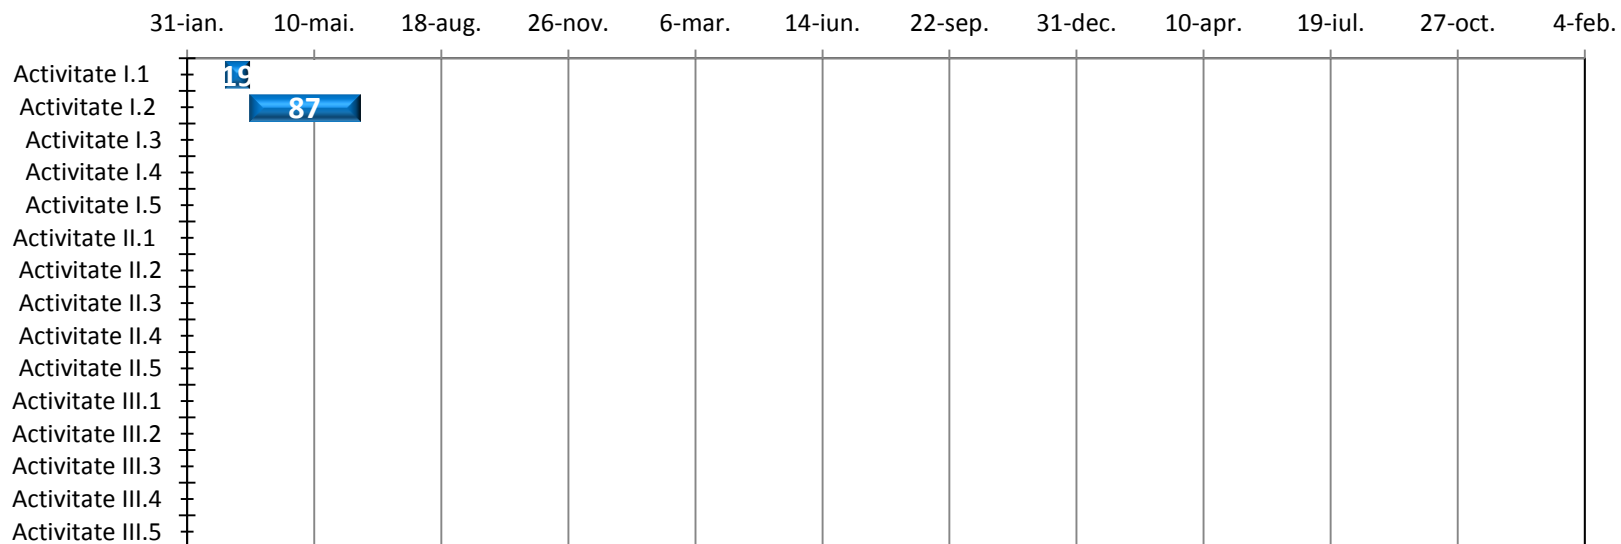 31-ian. 10-mai. 18-aug. 26-nov. 6-mar. 14-iun. 22-sep. 31-dec. 10-apr. 19-iul. 27-oct. 4-feb.
Activitate I.1 19
Activitate I.2 87
Activitate I.3
Activitate I.4
Activitate I.5
Activitate II.1
Activitate II.2
Activitate II.3
Activitate II.4
Activitate II.5
Activitate III.1
Activitate III.2
Activitate III.3
Activitate III.4
Activitate III.5